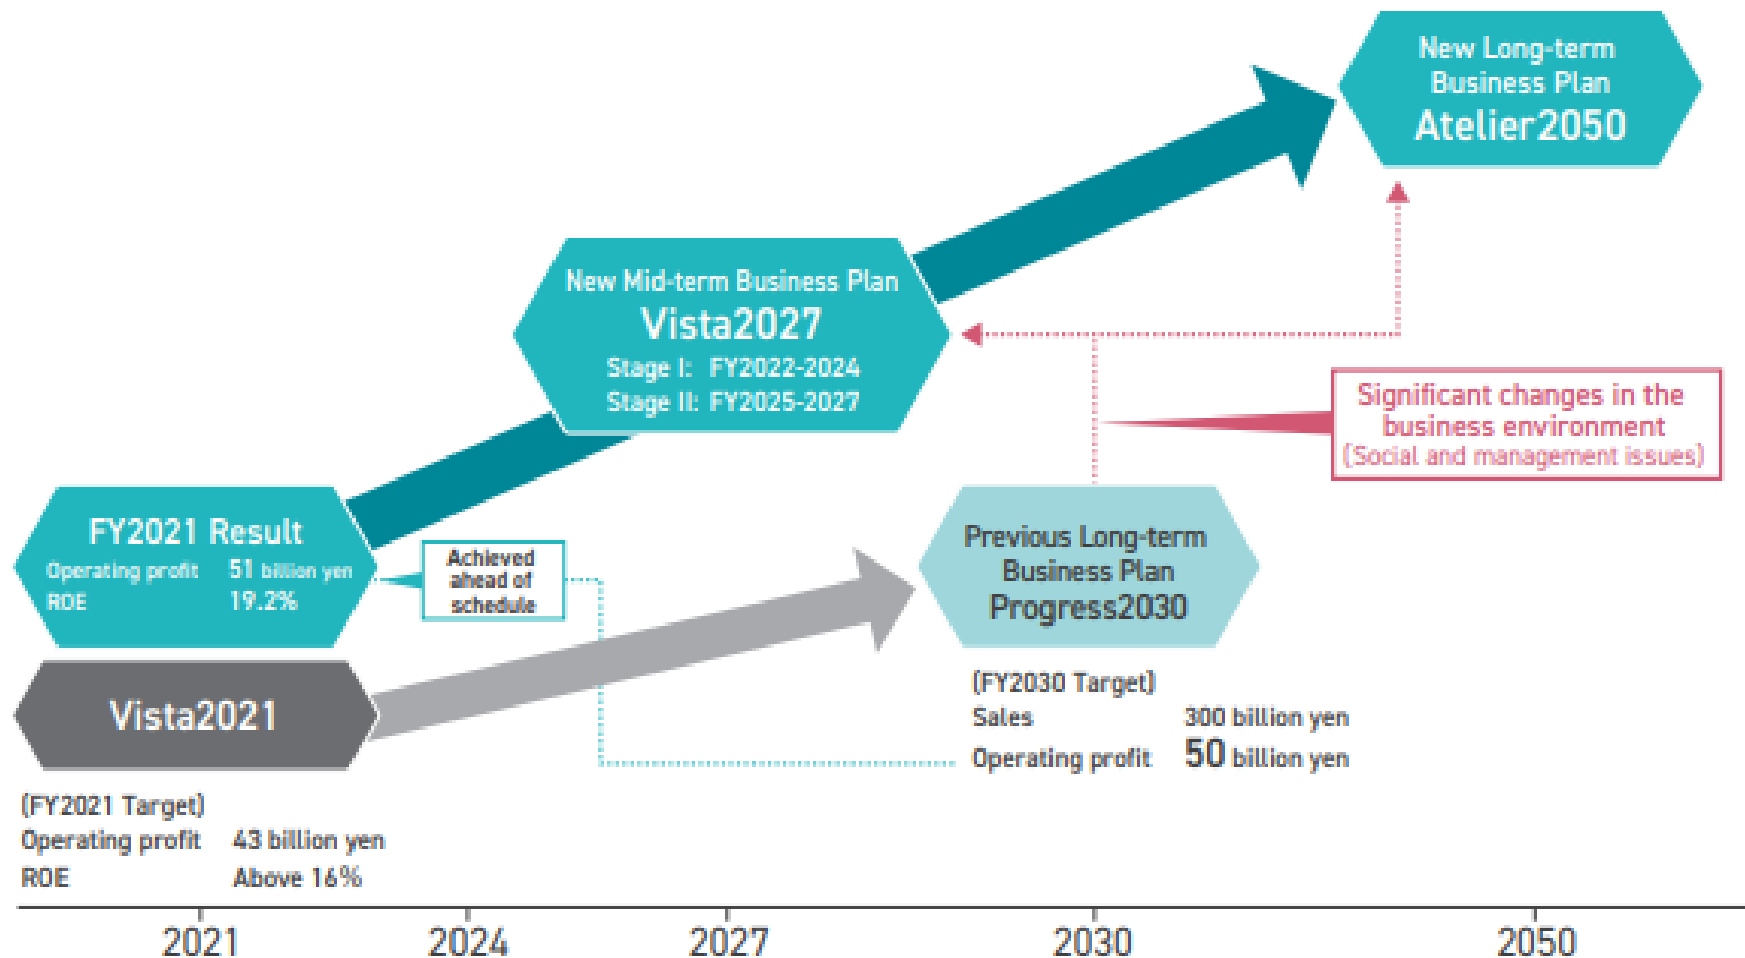 New Long-term
Business Plan
Atelier2050
New Mid-term Business Plan
Vista2027
Stage I: FY2022-2024
Stage II: FY2025-2027
Significant changes in the
business environment
(Social and management issues)
FY2021 Result
Operating profit 51 billion yen
ROE 19.2%
Achieved
ahead of
schedule
Previous Long-term
Business Plan
Progress2030
(FY2030 Target)
Sales 300 billion yen
Operating profit 50 billion yen
Vista2021
(FY2021 Target)
Operating profit 43 billion yen
ROE Above 16%
2021 2024 2027 2030 2050